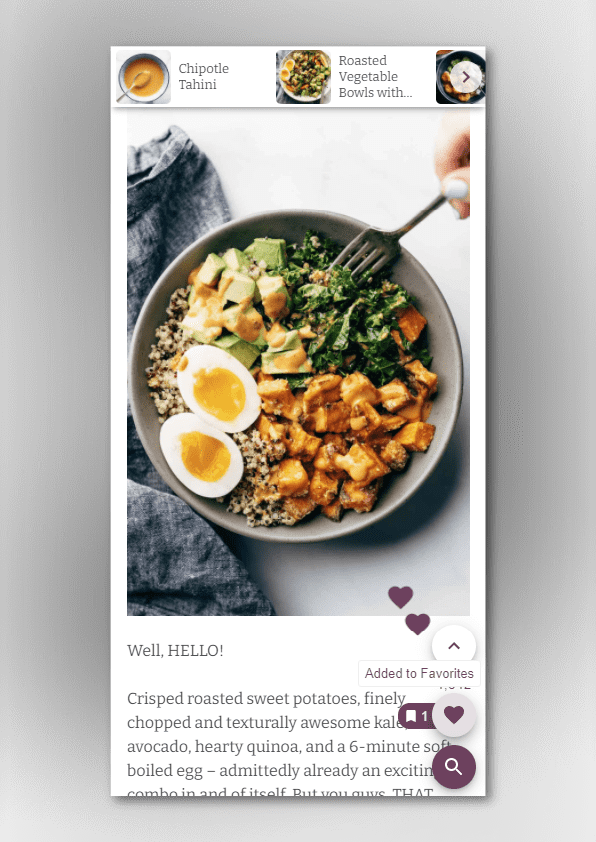 Chipotle
Tahini
Roasted
Vegetable
Bowls with...
Well, HELLO!
Added to Favorites
Crisped roasted sweet potatoes, finely
chopped and texturally awesome kale,
1
avocado, hearty quinoa, and a 6-minute soft
boiled egg – admittedly already an exciting
combo in and of itself. But you guys, THAT